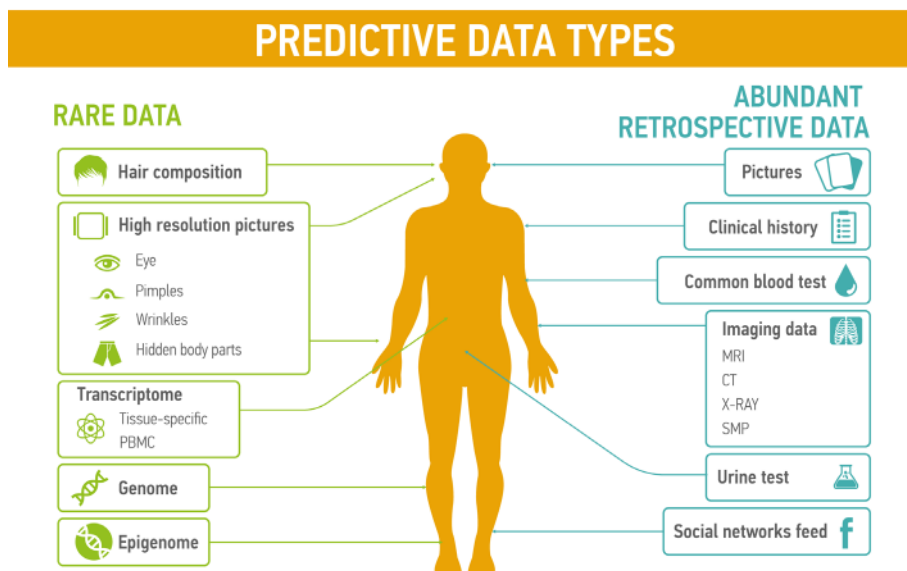 PREDICTIVE DATA TYPES
RARE DATA
Hair composition
High resolution pictures
Eye
Pimples
Wrinkles
Hidden body parts
Transcriptome
Tissue-specific
PBMC
Genome
Epigenome
ABUNDANT
RETROSPECTIVE DATA
Pictures
Clinical history
Common blood test
Imaging data
MRI
CT
X-RAY
SMP
Urine test
Social networks feed
f